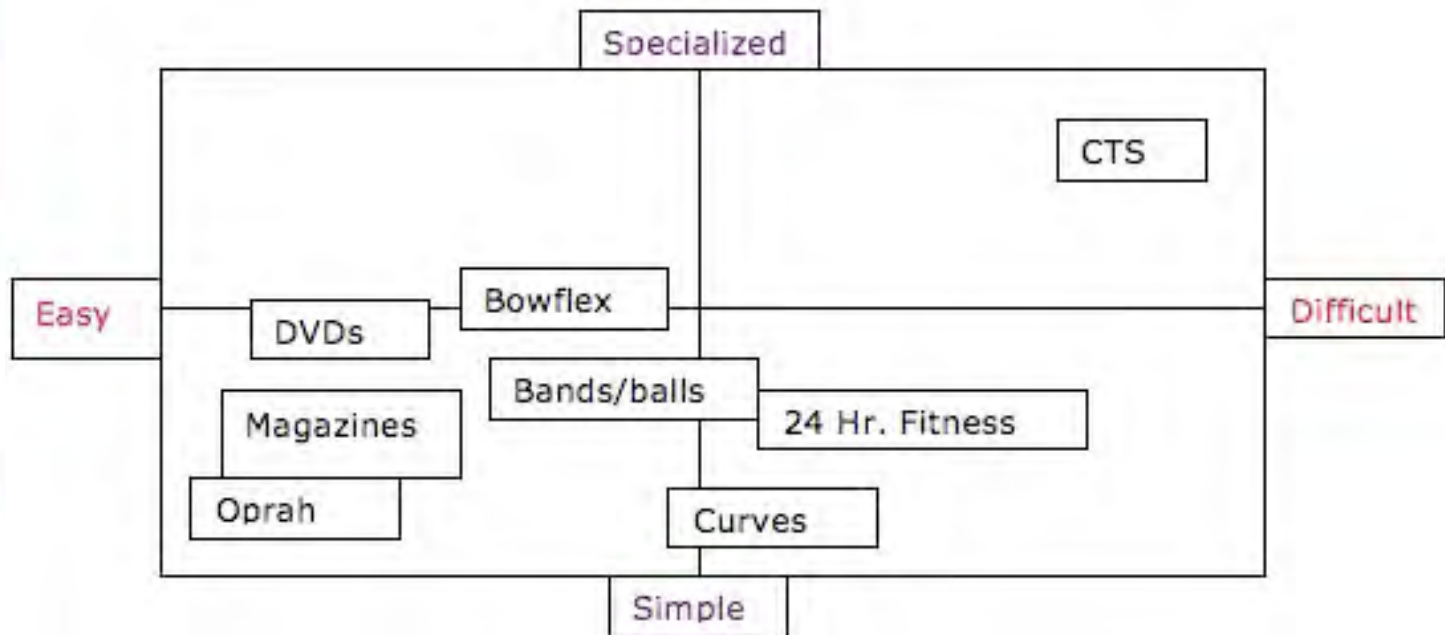 Specialized
CTS
Easy
Bowflex
Difficult
DVDs
Bands/balls
Magazines
24 Hr. Fitness
Oprah
Curves
Simple